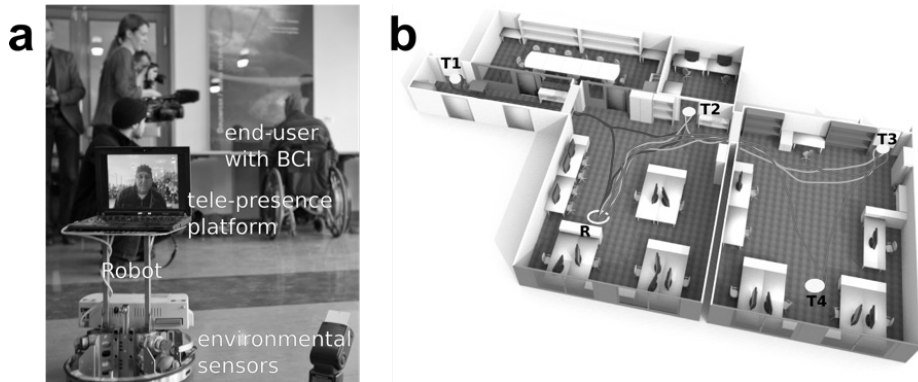 a
end-user
with BCI
tele-presence
platform
Robot
environmental
sensors
b
T1
T2
T3
R
T4